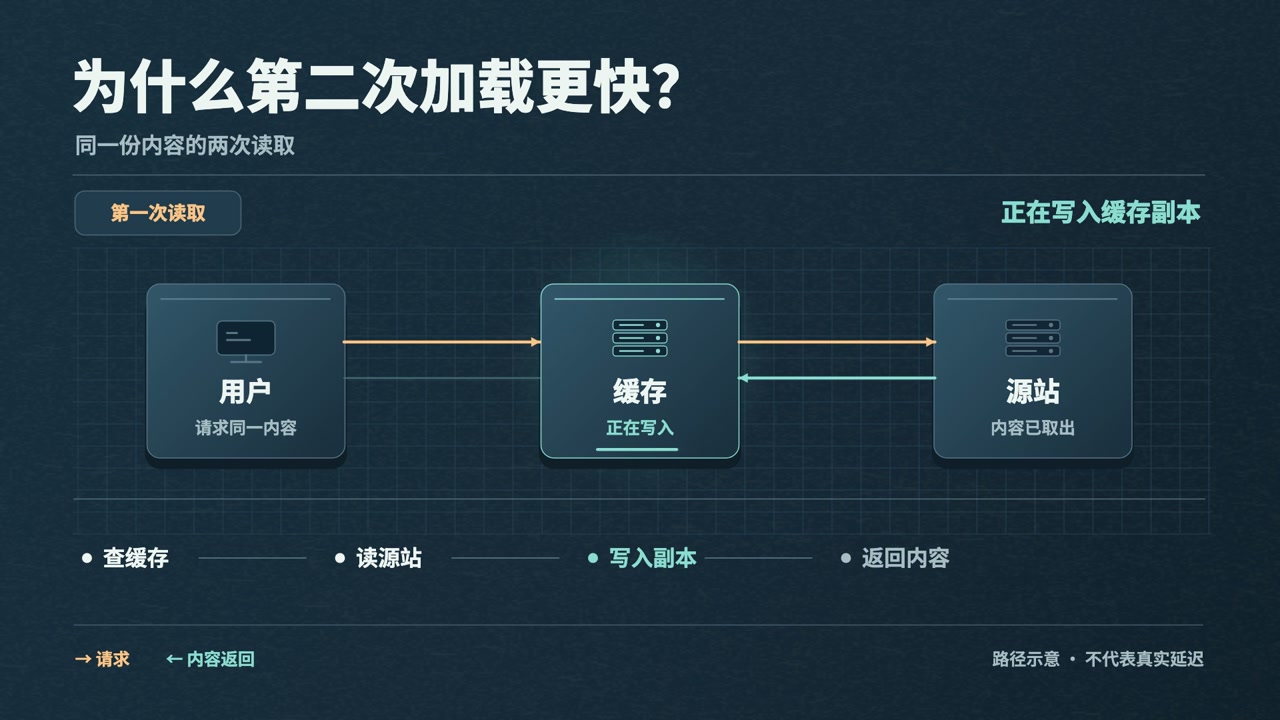 为什么第二次加载更快？
同一份内容的两次读取
第一次读取
正在写入缓存副本
用户
请求同一内容
缓存
正在写入
源站
内容已取出
查缓存
读源站
写入副本
返回内容
→ 请求
← 内容返回
路径示意 · 不代表真实延迟